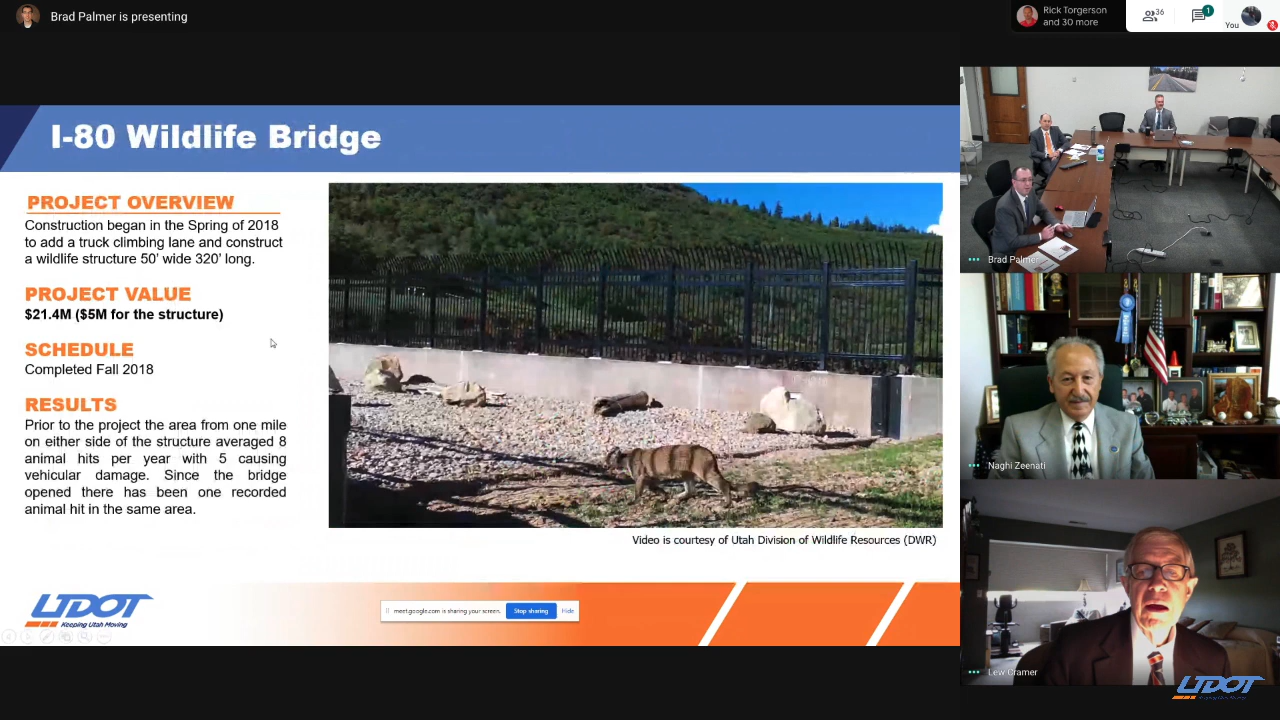 Brad Palmer is presenting
Rick Torgerson
and 30 more
36
1
You
I-80 Wildlife Bridge
PROJECT OVERVIEW
Construction began in the Spring of 2018
to add a truck climbing lane and construct
a wildlife structure 50' wide 320' long.
PROJECT VALUE
$21.4M ($5M for the structure)
SCHEDULE
Completed Fall 2018
RESULTS
Prior to the project the area from one mile
on either side of the structure averaged 8
animal hits per year with 5 causing
vehicular damage. Since the bridge
opened there has been one recorded
animal hit in the same area.
Video is courtesy of Utah Division of Wildlife Resources (DWR)
UDOT
Keeping Utah Moving
meet.google.com is sharing your screen.
Stop sharing
Hide
Brad Palmer
Naghi Zeenati
Lew Cramer
UDOT